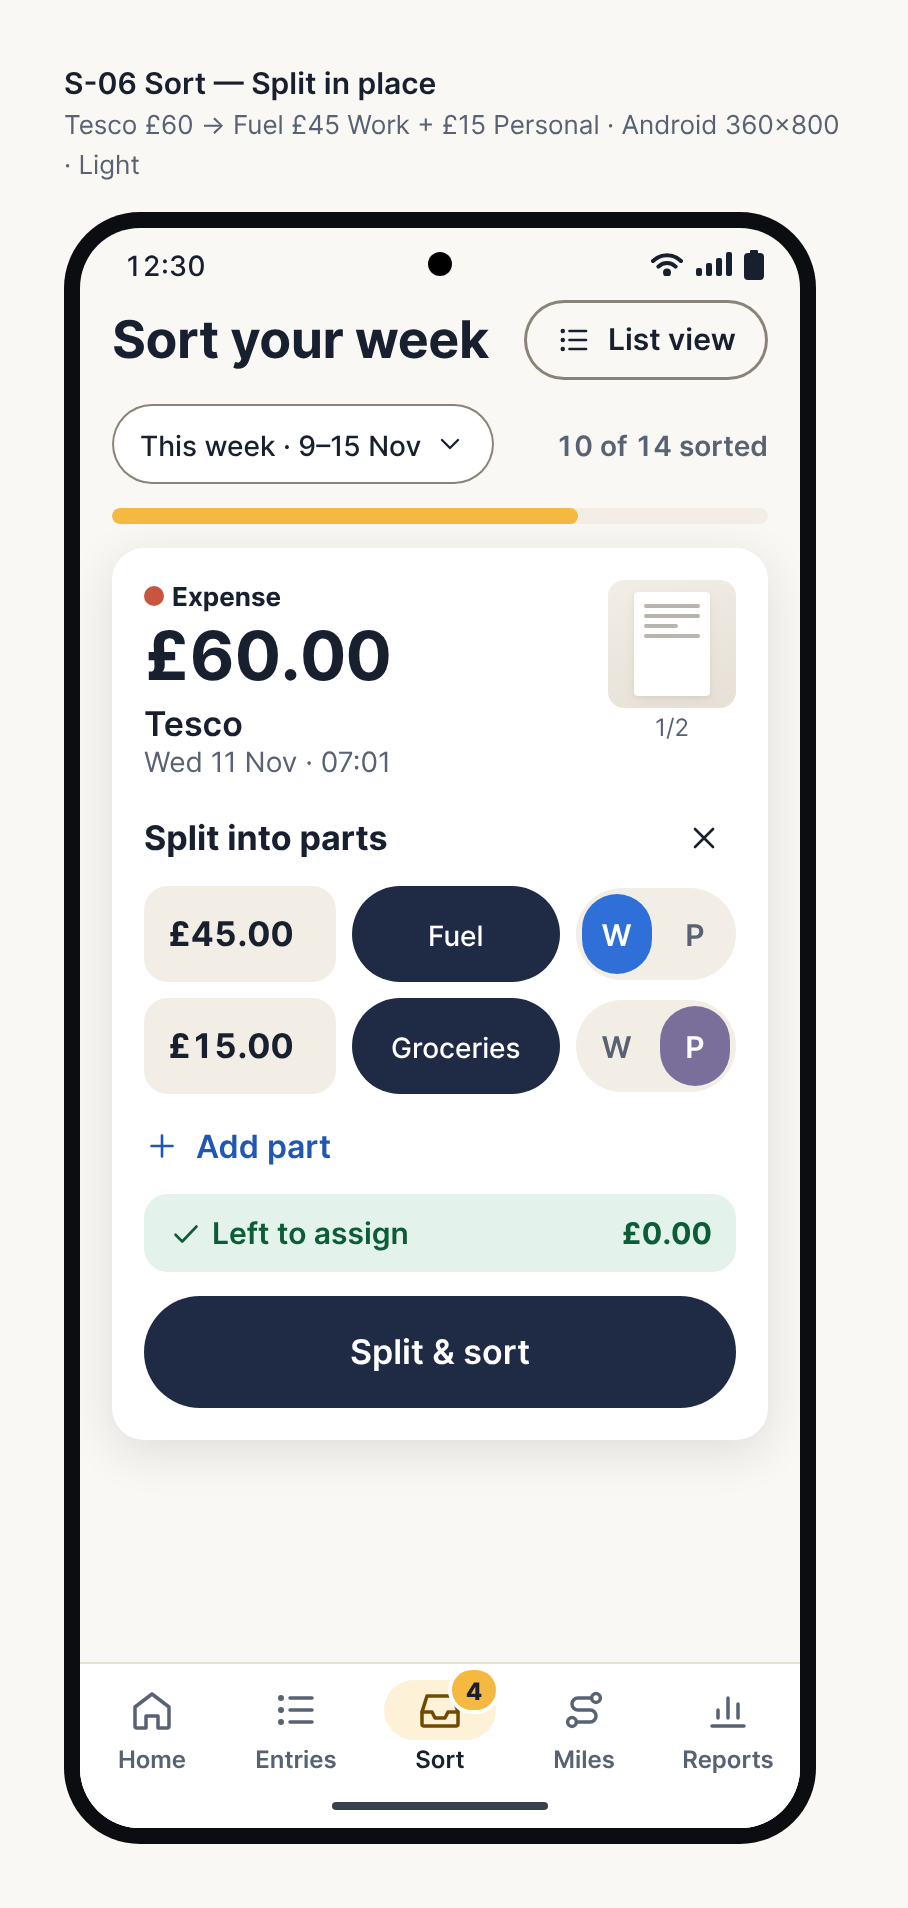 S-06 Sort — Split in place
Tesco £60 → Fuel £45 Work + £15 Personal · Android 360×800
· Light
12:30
Sort your week
List view
This week · 9–15 Nov
10 of 14 sorted
Expense
£60.00
Tesco
Wed 11 Nov · 07:01
1/2
Split into parts
£45.00 Fuel W P
£15.00 Groceries W P
Add part
Left to assign £0.00
Split & sort
4
Home Entries Sort Miles Reports